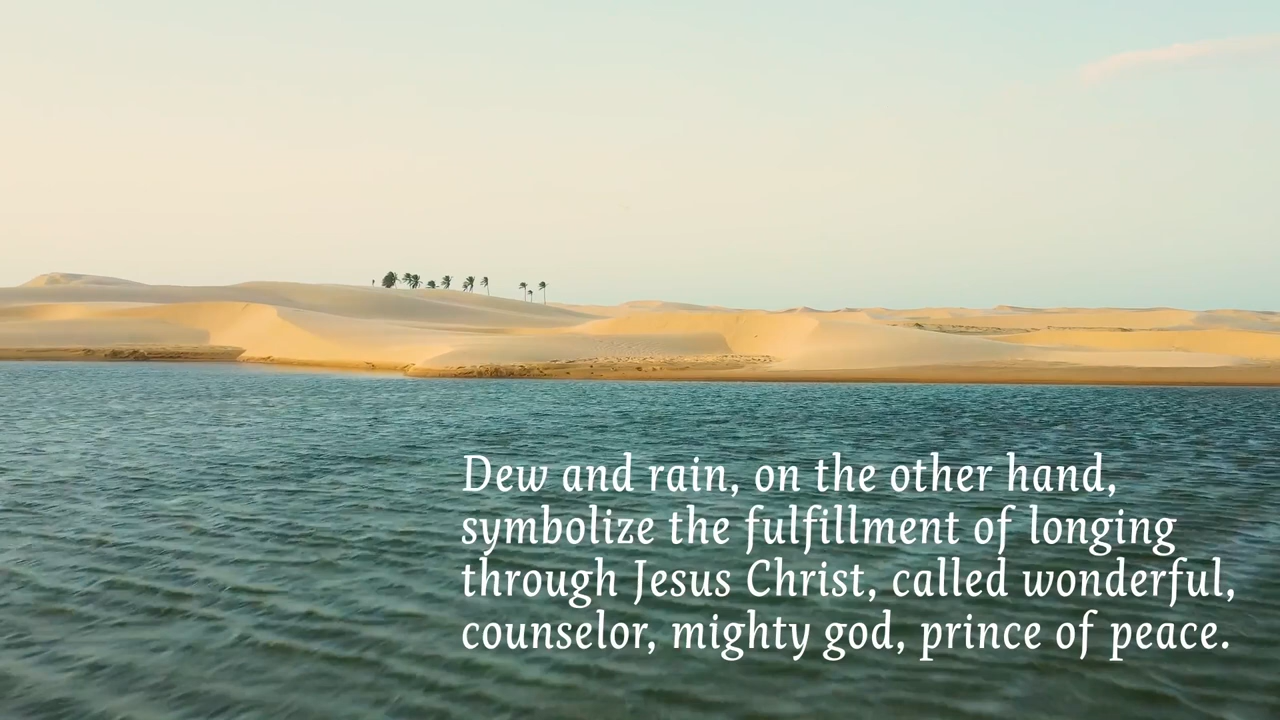 Dew and rain, on the other hand,
symbolize the fulfillment of longing
through Jesus Christ, called wonderful,
counselor, mighty god, prince of peace.